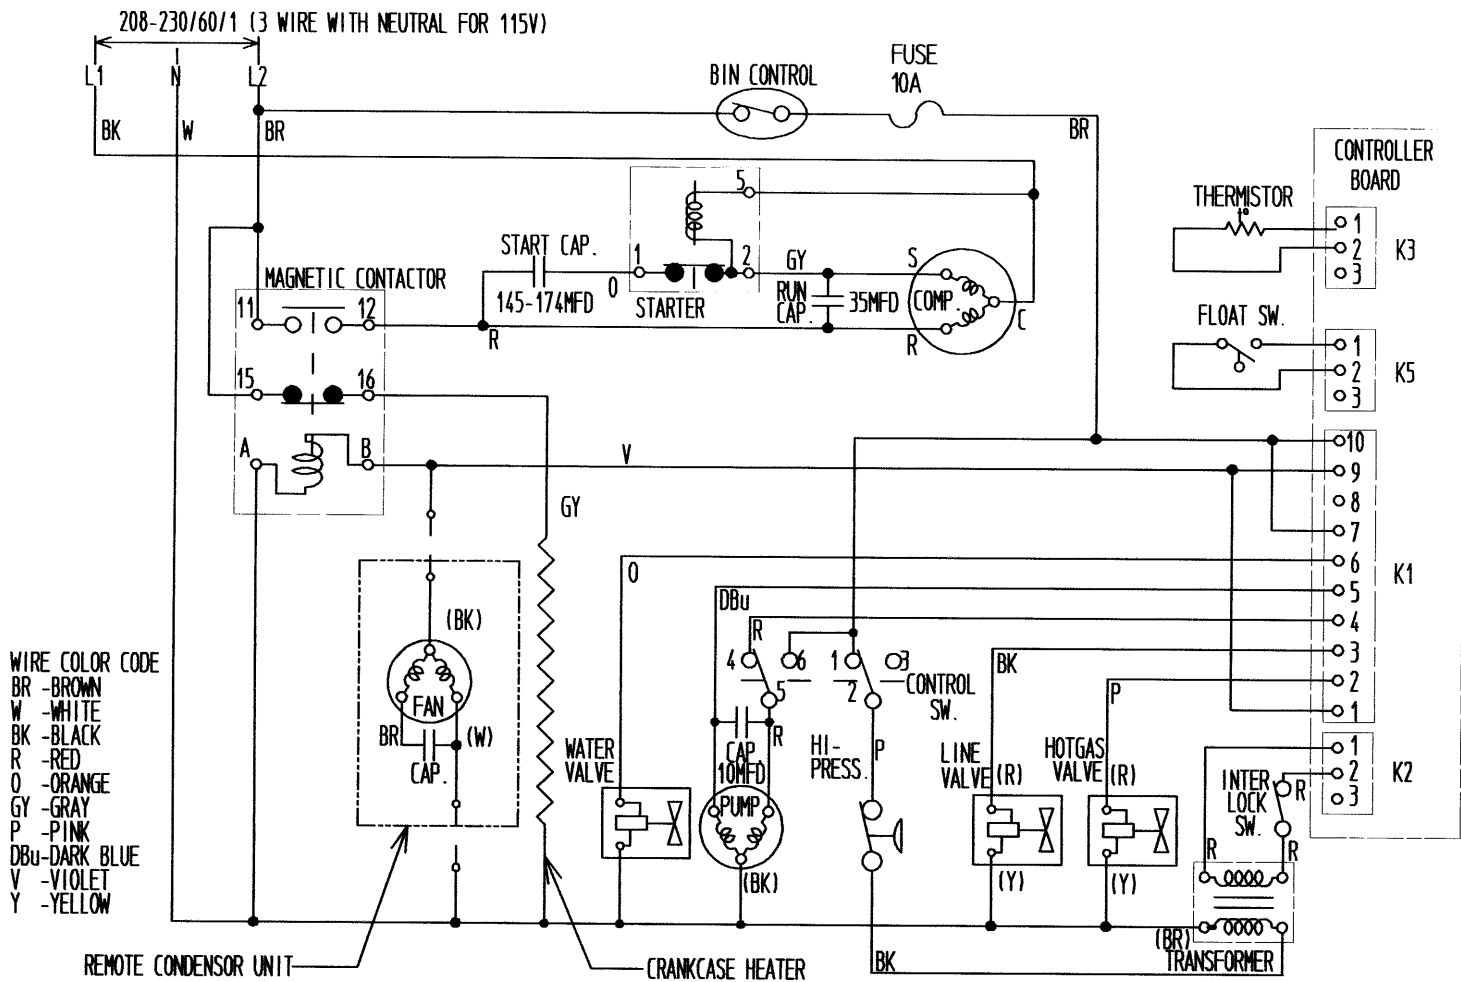 208-230/60/1 (3 WIRE WITH NEUTRAL FOR 115V)
L1
N
L2
BK
W
BR
BIN CONTROL
FUSE
10A
BR
CONTROLLER
BOARD
THERMISTOR
t°
1
2
3
K3
START CAP.
145-174MFD
O
1
5
2
STARTER
GY
RUN
CAP.
35MFD
S
COMP.
R
C
MAGNETIC CONTACTOR
11
12
R
15
16
A
B
FLOAT SW.
1
2
3
K5
V
GY
10
9
8
7
6
5
4
3
2
1
K1
O
DBu
R
4
6
5
1
3
2
CONTROL
SW.
BK
P
(BK)
FAN
BR
(W)
CAP.
WATER
VALVE
CAP.
10MFD
R
PUMP
(BK)
HI-
PRESS.
P
LINE
VALVE
(R)
(Y)
HOTGAS
VALVE
(R)
(Y)
INTER
LOCK
SW.
R
R
R
1
2
3
K2
(BR)
TRANSFORMER
BK
WIRE COLOR CODE
BR -BROWN
W -WHITE
BK -BLACK
R -RED
O -ORANGE
GY -GRAY
P -PINK
DBu-DARK BLUE
V -VIOLET
Y -YELLOW
REMOTE CONDENSOR UNIT
CRANKCASE HEATER